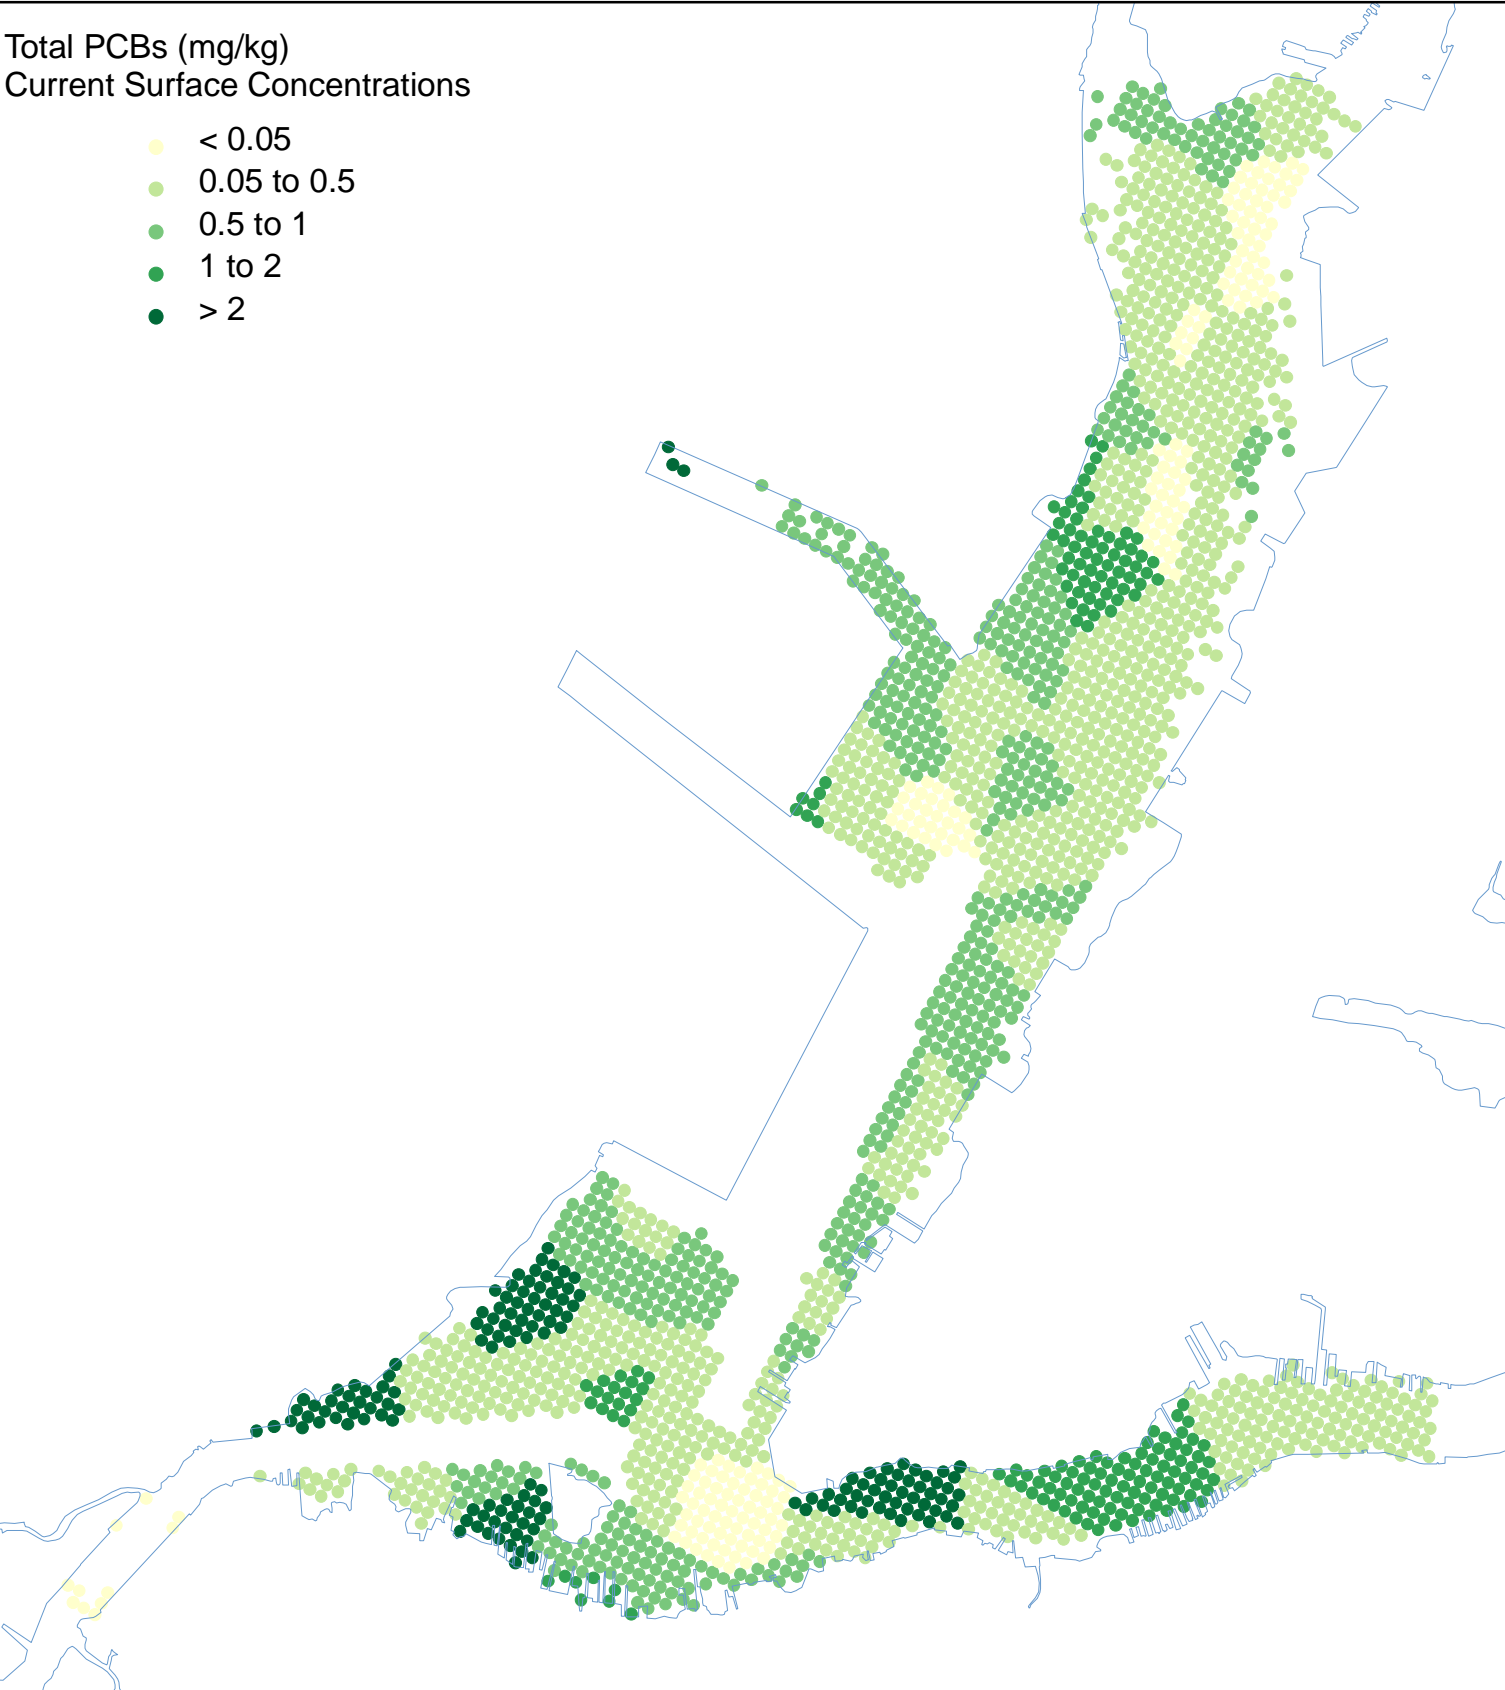 Total PCBs (mg/kg)
Current Surface Concentrations
< 0.05
0.05 to 0.5
0.5 to 1
1 to 2
> 2